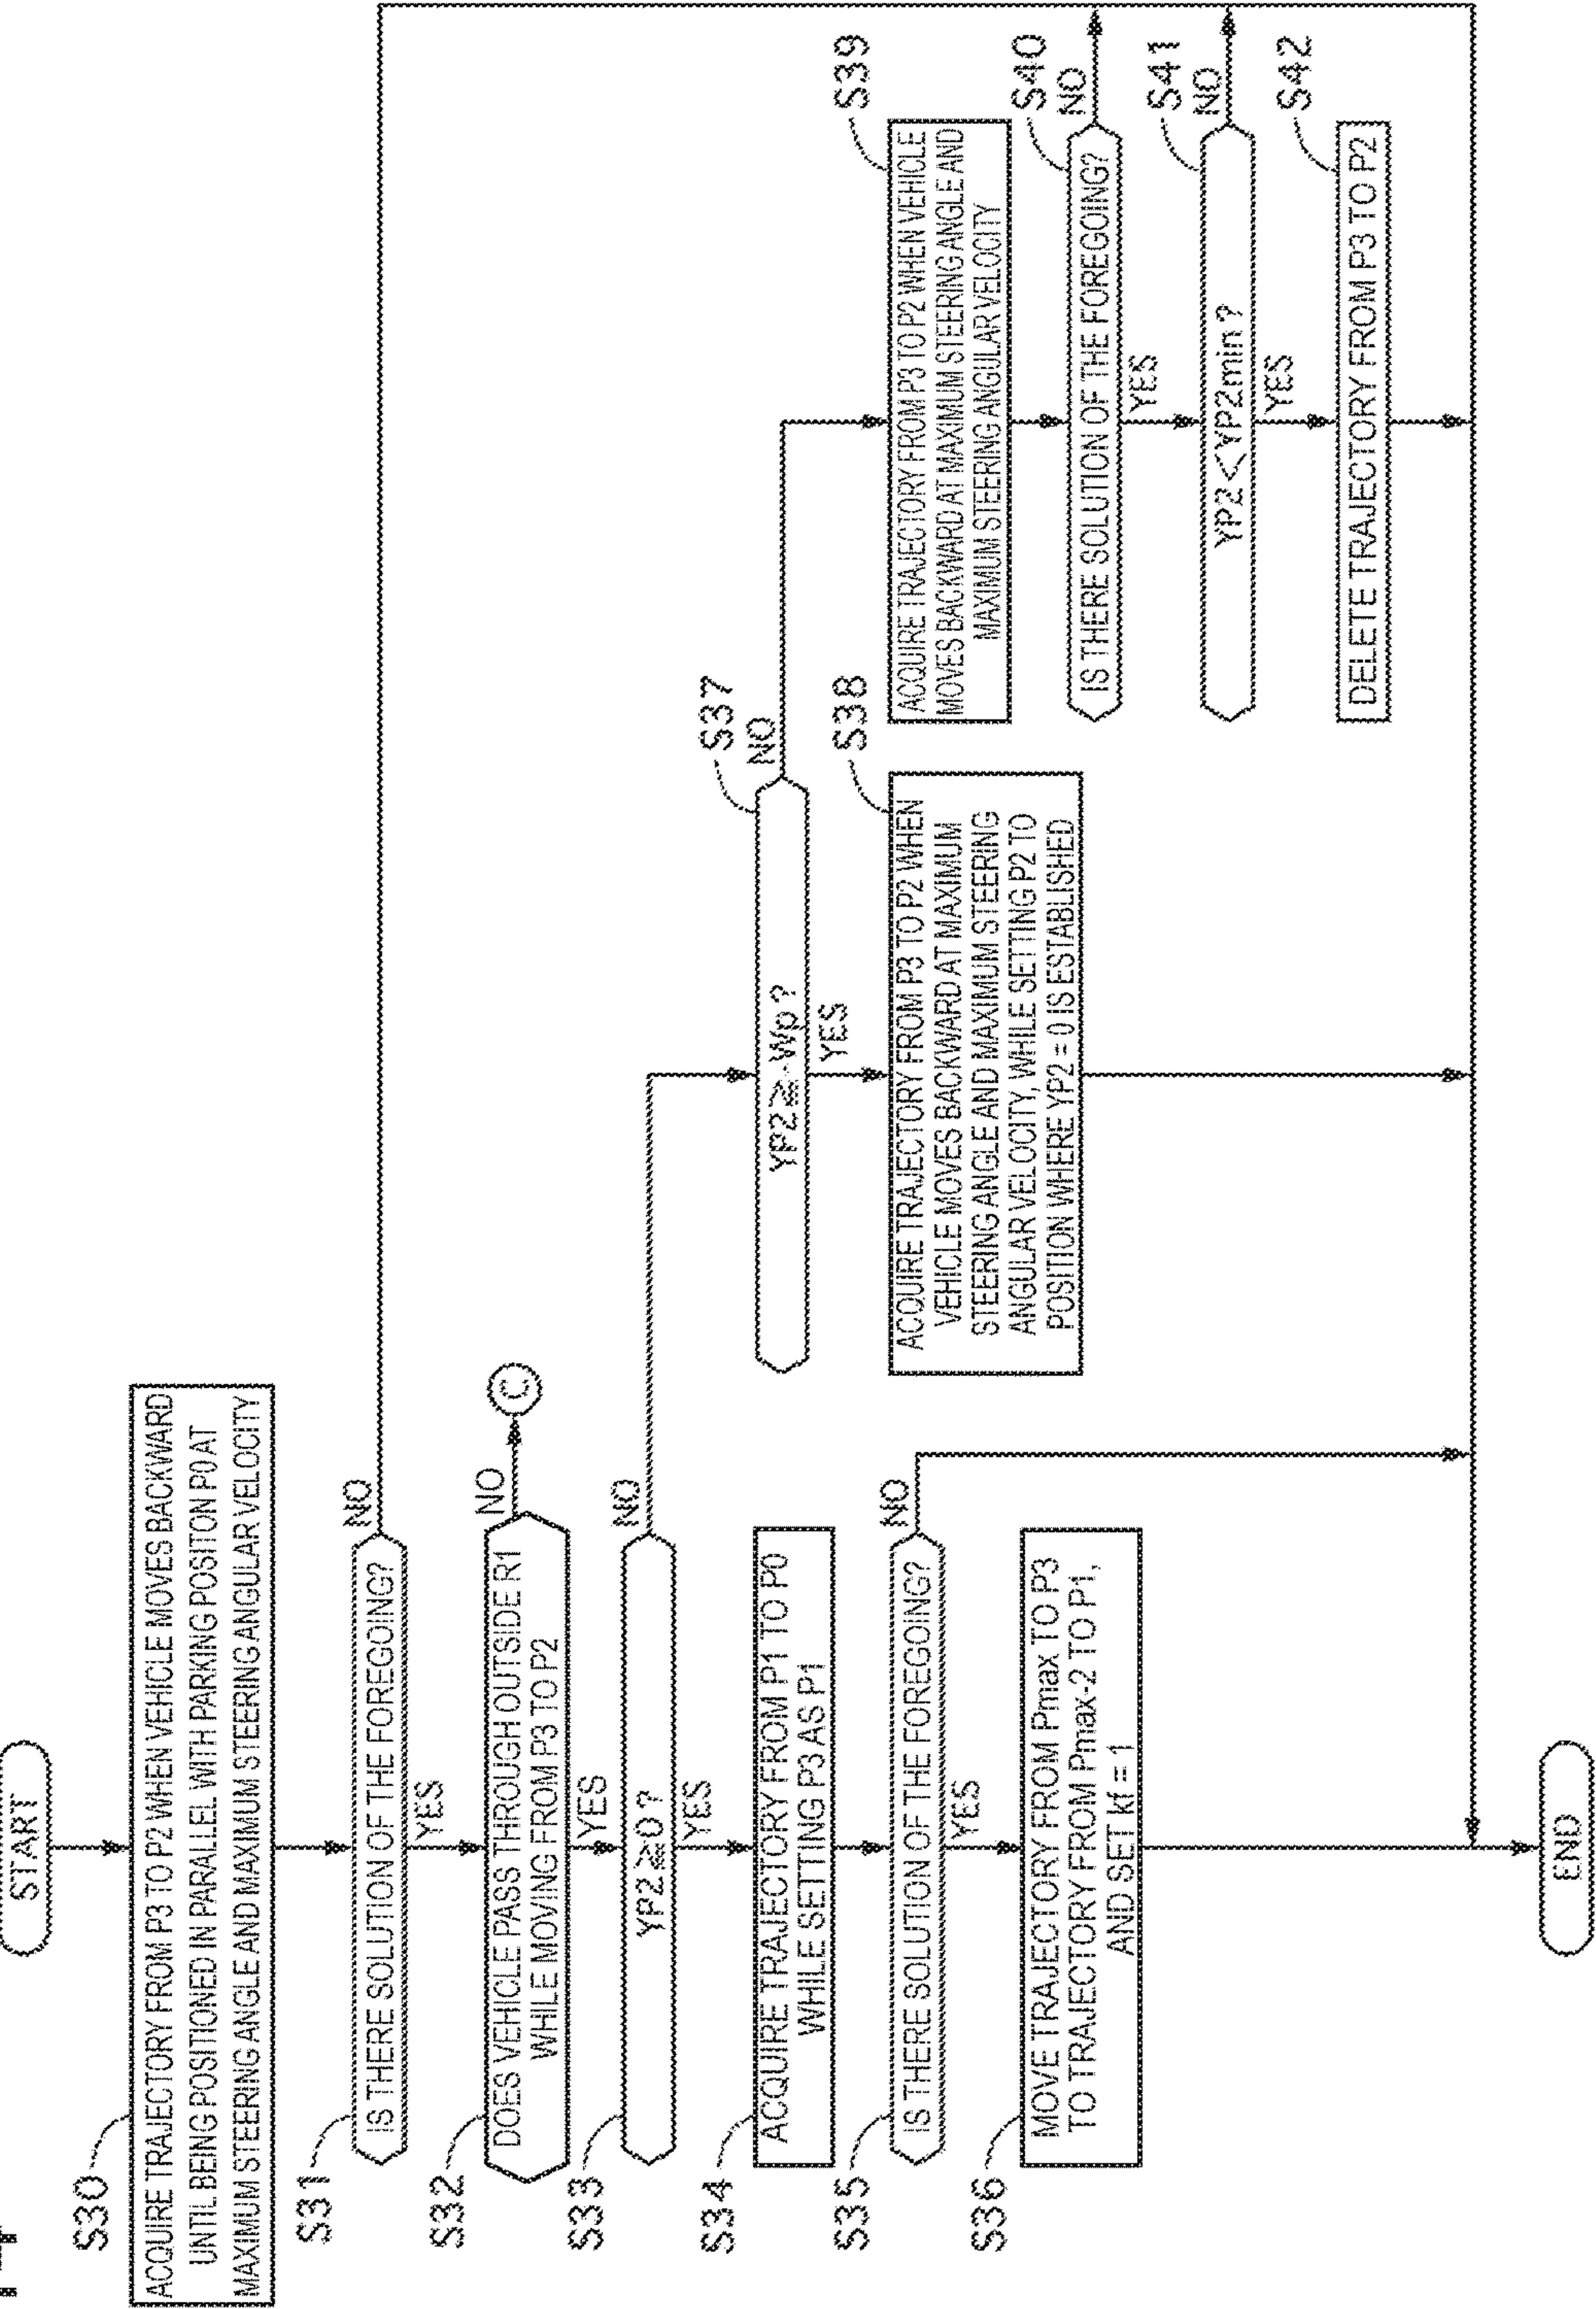 START
S30
ACQUIRE TRAJECTORY FROM P3 TO P2 WHEN VEHICLE MOVES BACKWARD
UNTIL BEING POSITIONED IN PARALLEL WITH PARKING POSITON P0 AT
MAXIMUM STEERING ANGLE AND MAXIMUM STEERING ANGULAR VELOCITY
S31
IS THERE SOLUTION OF THE FOREGOING?
NO
YES
S32
DOES VEHICLE PASS THROUGH OUTSIDE R1
WHILE MOVING FROM P3 TO P2
NO
C
YES
S33
YP2≧0 ?
NO
YES
S34
ACQUIRE TRAJECTORY FROM P1 TO P0
WHILE SETTING P3 AS P1
S35
IS THERE SOLUTION OF THE FOREGOING?
NO
YES
S36
MOVE TRAJECTORY FROM Pmax TO P3
TO TRAJECTORY FROM Pmax-2 TO P1,
AND SET kf = 1
S37
YP2≧-Wp ?
NO
YES
S38
ACQUIRE TRAJECTORY FROM P3 TO P2 WHEN
VEHICLE MOVES BACKWARD AT MAXIMUM
STEERING ANGLE AND MAXIMUM STEERING
ANGULAR VELOCITY, WHILE SETTING P2 TO
POSITION WHERE YP2 = 0 IS ESTABLISHED
S39
ACQUIRE TRAJECTORY FROM P3 TO P2 WHEN VEHICLE
MOVES BACKWARD AT MAXIMUM STEERING ANGLE AND
MAXIMUM STEERING ANGULAR VELOCITY
S40
IS THERE SOLUTION OF THE FOREGOING?
NO
YES
S41
YP2<YP2min ?
NO
YES
S42
DELETE TRAJECTORY FROM P3 TO P2
END